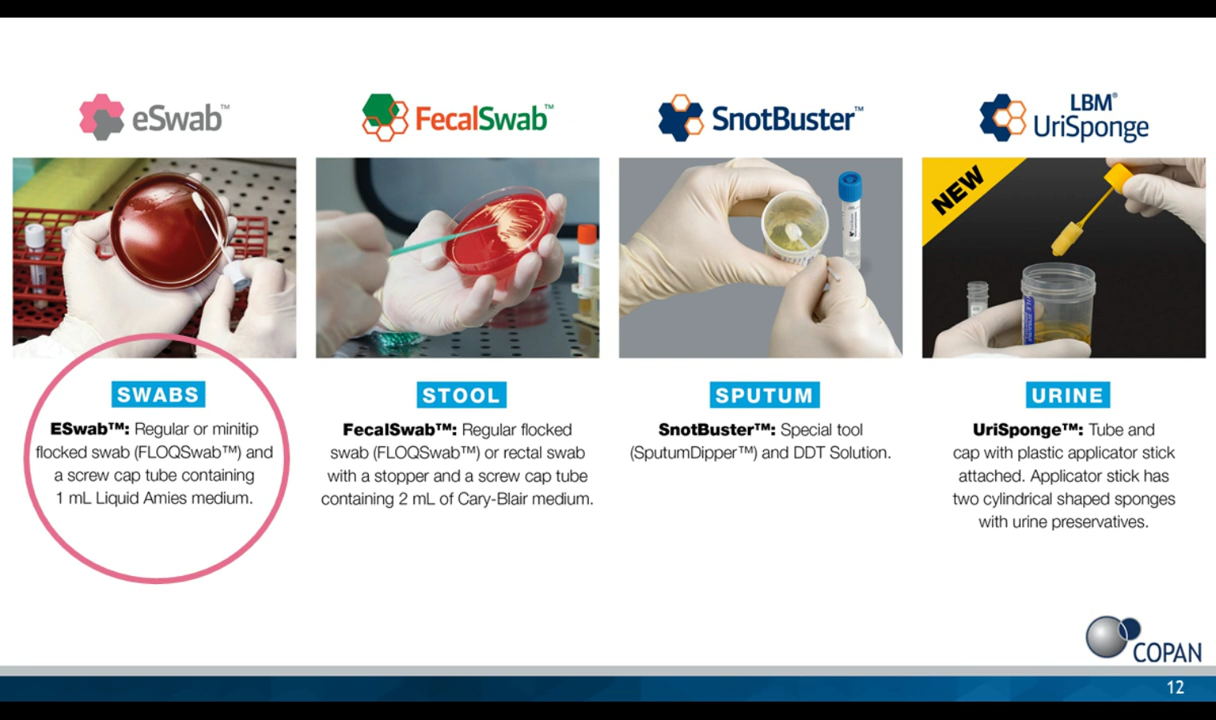 eSwab™
FecalSwab™
SnotBuster™
LBM®
UriSponge
NEW
SWABS
ESwab™: Regular or minitip
flocked swab (FLOQSwab™) and
a screw cap tube containing
1 mL Liquid Amies medium.
STOOL
FecalSwab™: Regular flocked
swab (FLOQSwab™) or rectal swab
with a stopper and a screw cap tube
containing 2 mL of Cary-Blair medium.
SPUTUM
SnotBuster™: Special tool
(SputumDipper™) and DDT Solution.
URINE
UriSponge™: Tube and
cap with plastic applicator stick
attached. Applicator stick has
two cylindrical shaped sponges
with urine preservatives.
COPAN
12